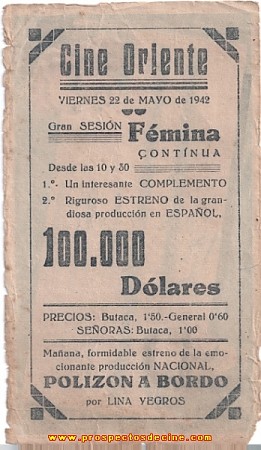 Cine Oriente
VIERNES 22 de MAYO de 1942
Gran SESIÓN Fémina
CONTÍNUA
Desde las 10 y 30
1.º Un interesante COMPLEMENTO
2.º Riguroso ESTRENO de la gran-
diosa producción en ESPAÑOL,
100.000
Dólares
PRECIOS: Butaca, 1'50.-General 0'60
SEÑORAS: Butaca, 1'00
Mañana, formidable estreno de la emo-
cionante producción NACIONAL,
POLIZON A BORDO
por LINA YEGROS
www.prospectosdecine.com